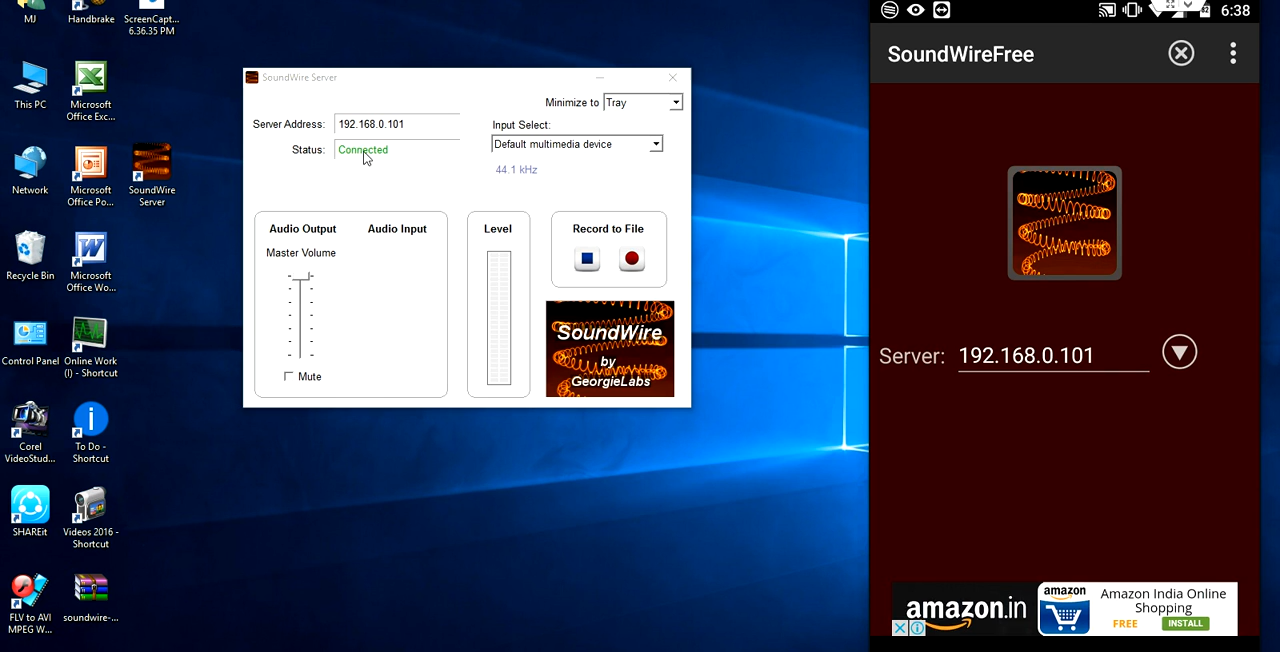 MJ
Handbrake
ScreenCapt...
6.36.35 PM
This PC
Microsoft
Office Exc...
Network
Microsoft
Office Po...
SoundWire
Server
Recycle Bin
Microsoft
Office Wo...
Control Panel
Online Work
(I) - Shortcut
Corel
VideoStud...
To Do -
Shortcut
SHAREit
Videos 2016 -
Shortcut
FLV to AVI
MPEG W...
soundwire-...
SoundWire Server
Minimize to
Tray
Server Address:
192.168.0.101
Input Select:
Status:
Connected
Default multimedia device
44.1 kHz
Audio Output
Audio Input
Level
Record to File
Master Volume
Mute
SoundWire
by
GeorgieLabs
6:38
SoundWireFree
Server:
192.168.0.101
amazon.in
amazon
Amazon India Online
Shopping
FREE
INSTALL